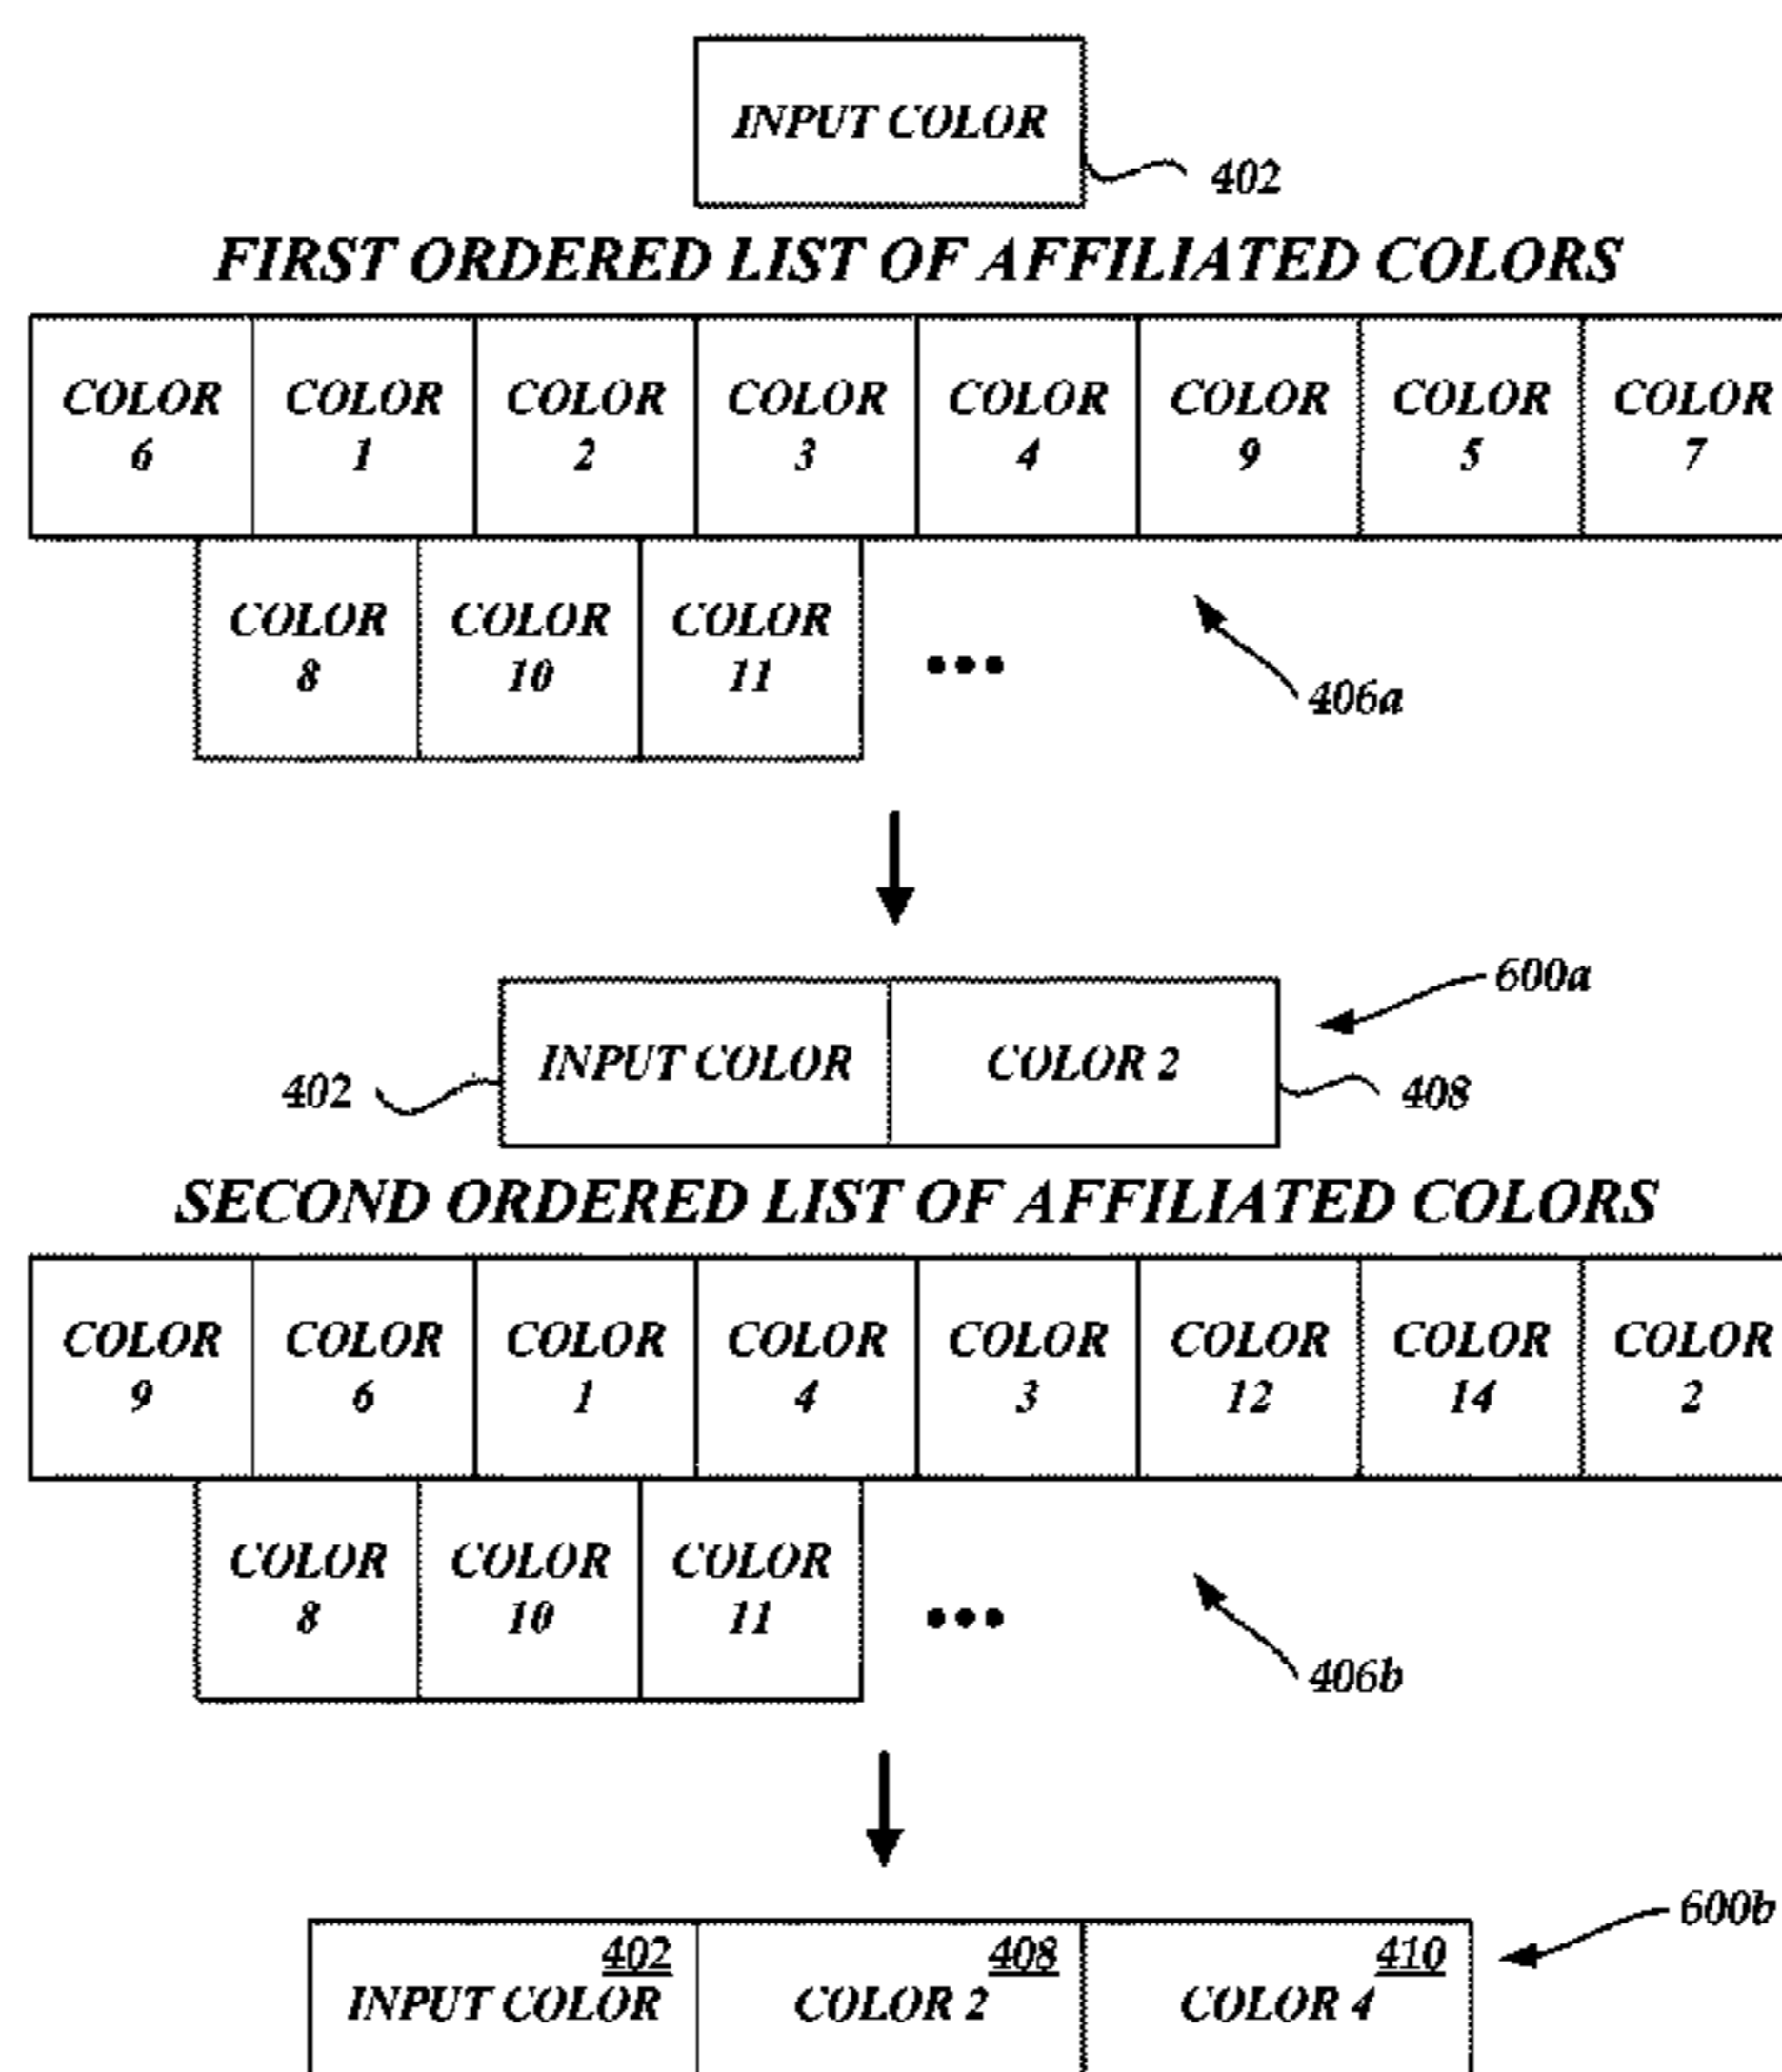 INPUT COLOR
402
FIRST ORDERED LIST OF AFFILIATED COLORS
COLOR COLOR COLOR COLOR COLOR COLOR COLOR COLOR
6 1 2 3 4 9 5 7
COLOR COLOR COLOR
8 10 11 •••
406a
600a
INPUT COLOR COLOR 2
402 408
SECOND ORDERED LIST OF AFFILIATED COLORS
COLOR COLOR COLOR COLOR COLOR COLOR COLOR COLOR
9 6 1 4 3 12 14 2
COLOR COLOR COLOR
8 10 11 •••
406b
600b
402 408 410
INPUT COLOR COLOR 2 COLOR 4